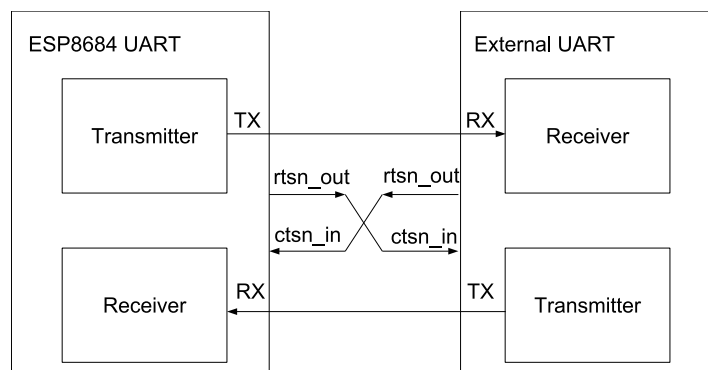 ESP8684 UART
External UART
Transmitter
TX
RX
Receiver
rtsn_out
rtsn_out
ctsn_in
ctsn_in
Receiver
RX
TX
Transmitter